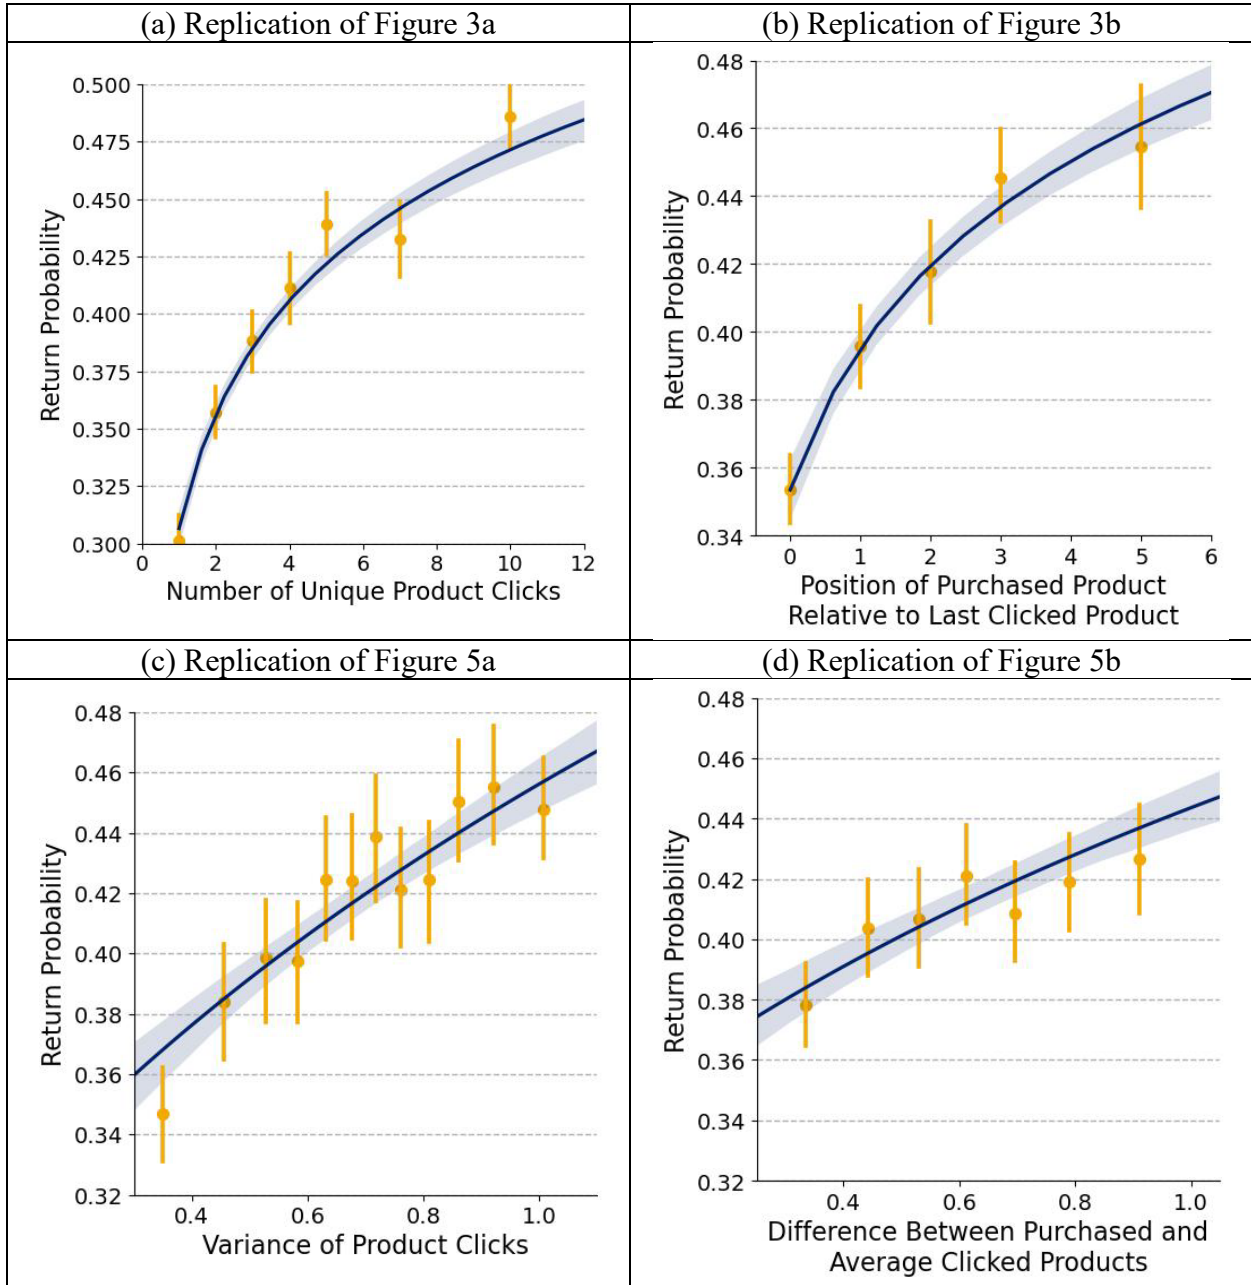 (a) Replication of Figure 3a
(b) Replication of Figure 3b
0.500
0.475
0.450
0.425
0.400
0.375
0.350
0.325
0.300
Return Probability
0 2 4 6 8 10 12
Number of Unique Product Clicks
0.48
0.46
0.44
0.42
0.40
0.38
0.36
0.34
Return Probability
0 1 2 3 4 5 6
Position of Purchased Product
Relative to Last Clicked Product
(c) Replication of Figure 5a
(d) Replication of Figure 5b
0.48
0.46
0.44
0.42
0.40
0.38
0.36
0.34
0.32
Return Probability
0.4 0.6 0.8 1.0
Variance of Product Clicks
0.48
0.46
0.44
0.42
0.40
0.38
0.36
0.34
0.32
Return Probability
0.4 0.6 0.8 1.0
Difference Between Purchased and
Average Clicked Products